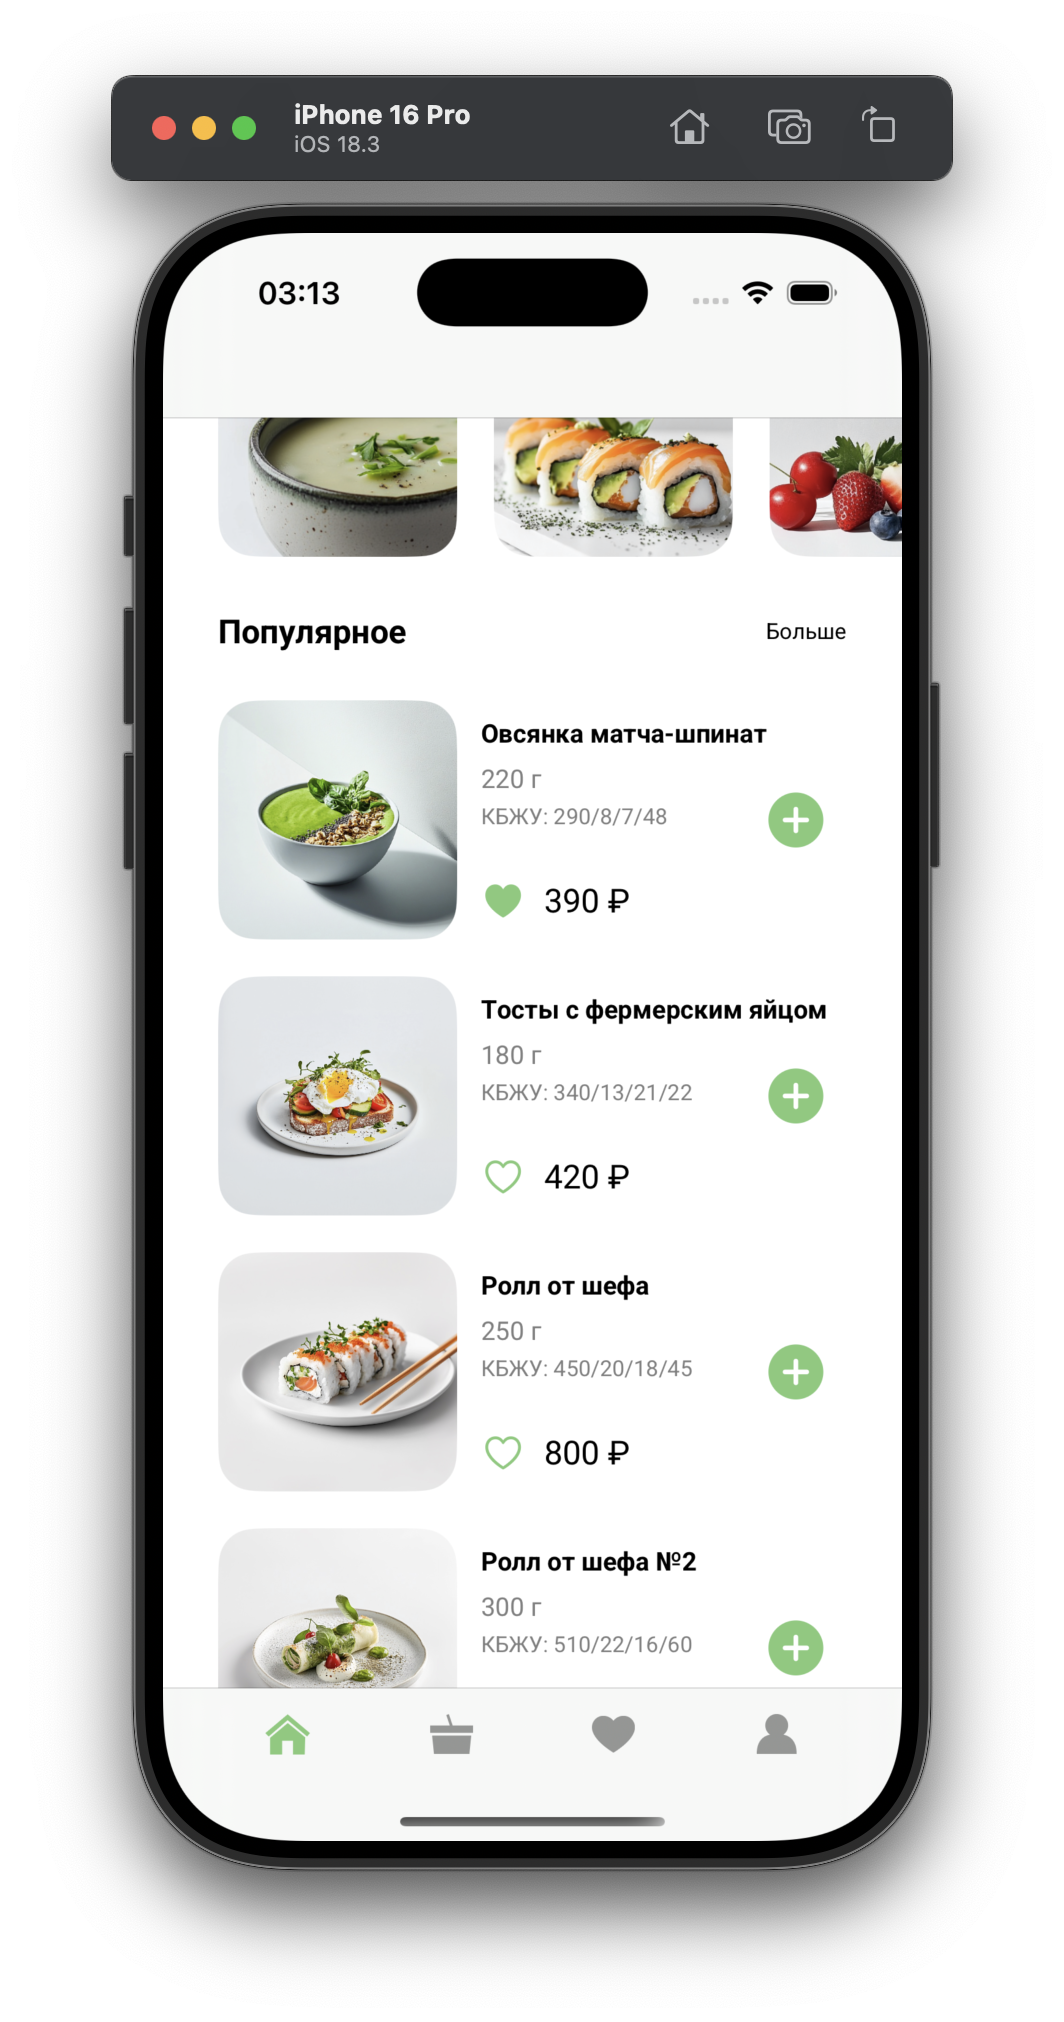 iPhone 16 Pro
iOS 18.3
03:13
Популярное
Больше
Овсянка матча-шпинат
220 г
КБЖУ: 290/8/7/48
390 ₽
Тосты с фермерским яйцом
180 г
КБЖУ: 340/13/21/22
420 ₽
Ролл от шефа
250 г
КБЖУ: 450/20/18/45
800 ₽
Ролл от шефа №2
300 г
КБЖУ: 510/22/16/60